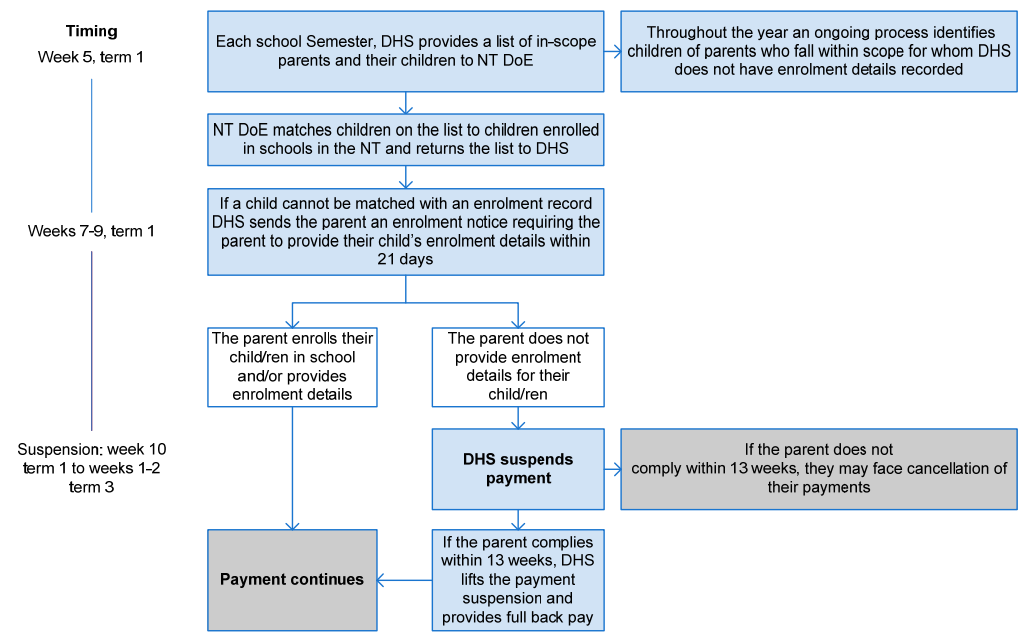 Timing
Week 5, term 1
Each school Semester, DHS provides a list of in-scope
parents and their children to NT DoE
Throughout the year an ongoing process identifies
children of parents who fall within scope for whom DHS
does not have enrolment details recorded
NT DoE matches children on the list to children enrolled
in schools in the NT and returns the list to DHS
Weeks 7-9, term 1
If a child cannot be matched with an enrolment record
DHS sends the parent an enrolment notice requiring the
parent to provide their child's enrolment details within
21 days
The parent enrolls their
child/ren in school
and/or provides
enrolment details
The parent does not
provide enrolment
details for their
child/ren
Suspension: week 10
term 1 to weeks 1-2
term 3
DHS suspends
payment
If the parent does not
comply within 13 weeks, they may face cancellation of
their payments
Payment continues
If the parent complies
within 13 weeks, DHS
lifts the payment
suspension and
provides full back pay